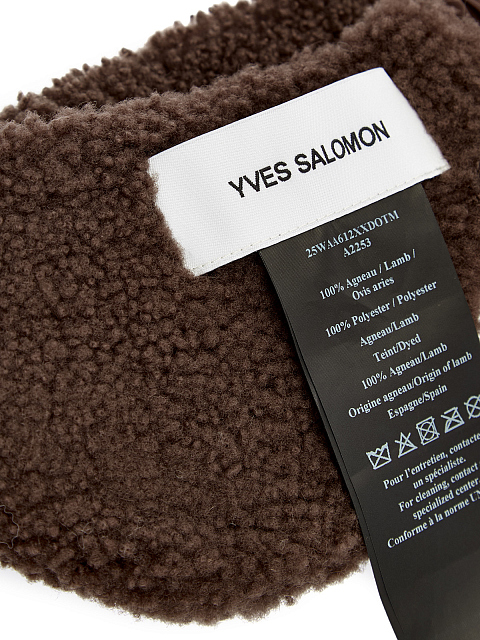 YVES SALOMON
25WAA612XXDOTM
A2253
100% Agneau / Lamb /
Ovis aries
100% Polyester / Polyester
Agneau/Lamb
Teint/Dyed
100% Agneau/Lamb
Origine agneau/Origin of lamb
Espagne/Spain
Pour l'entretien, contacte
un spécialiste.
For cleaning, contact
specialized center.
Conforme à la norme